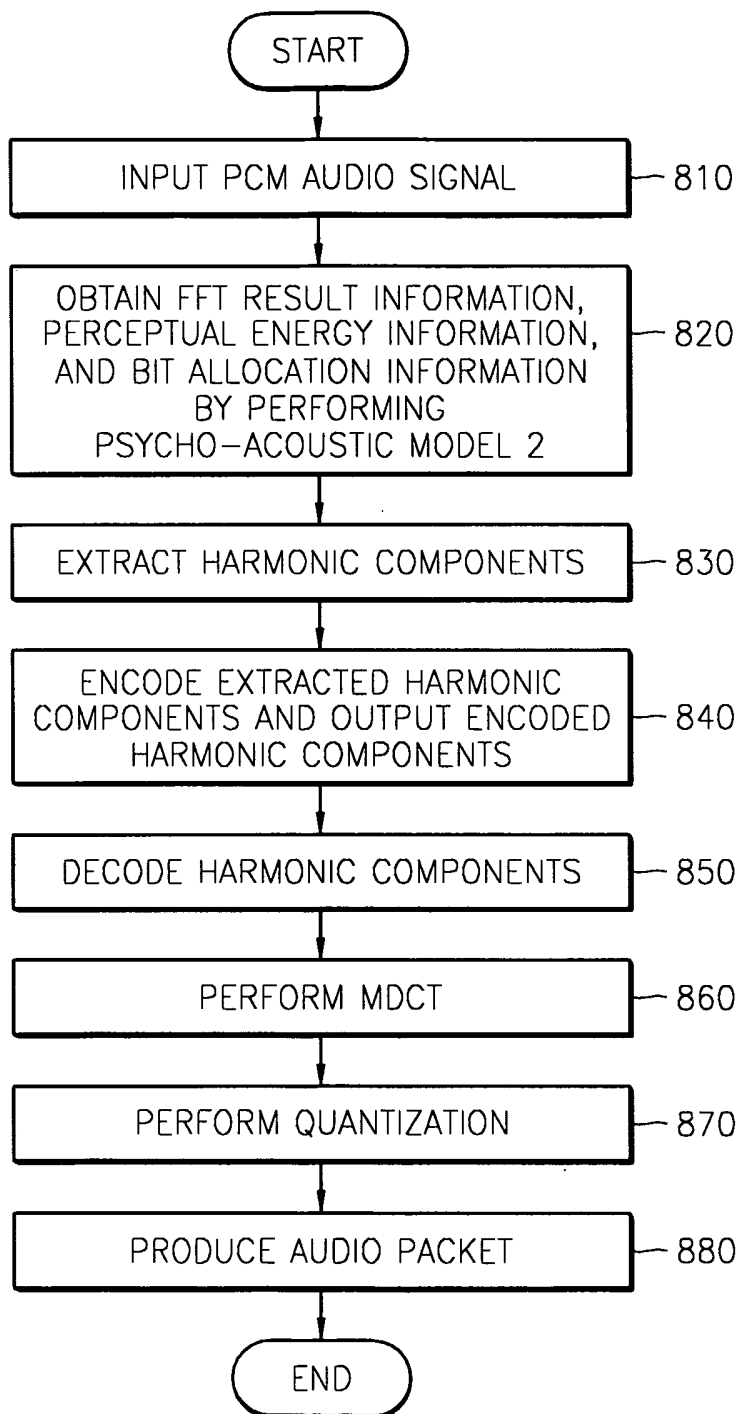 START
INPUT PCM AUDIO SIGNAL
810
OBTAIN FFT RESULT INFORMATION,
PERCEPTUAL ENERGY INFORMATION,
AND BIT ALLOCATION INFORMATION
BY PERFORMING
PSYCHO-ACOUSTIC MODEL 2
820
EXTRACT HARMONIC COMPONENTS
830
ENCODE EXTRACTED HARMONIC
COMPONENTS AND OUTPUT ENCODED
HARMONIC COMPONENTS
840
DECODE HARMONIC COMPONENTS
850
PERFORM MDCT
860
PERFORM QUANTIZATION
870
PRODUCE AUDIO PACKET
880
END